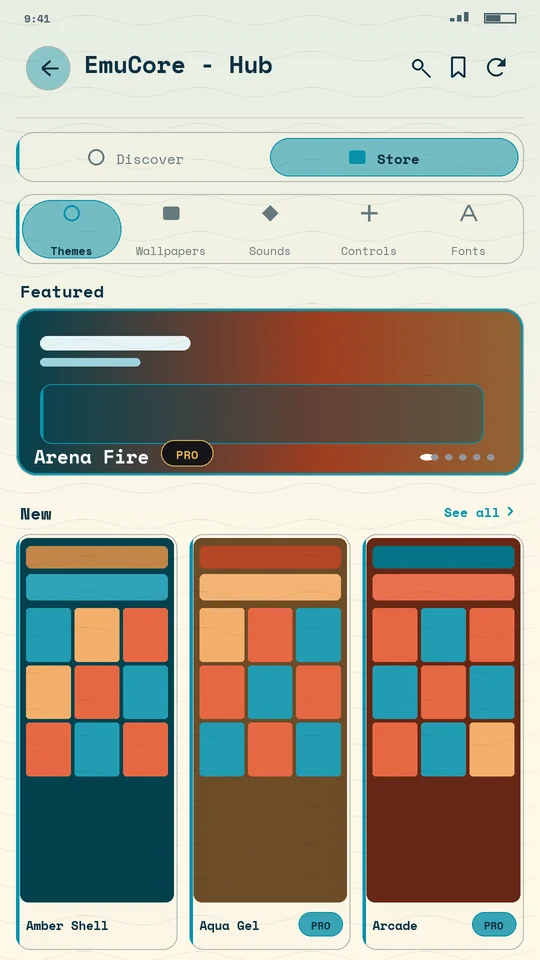 9:41
EmuCore - Hub
Discover
Store
Themes
Wallpapers
Sounds
Controls
Fonts
Featured
Arena Fire
PRO
New
See all
Amber Shell
Aqua Gel
PRO
Arcade
PRO